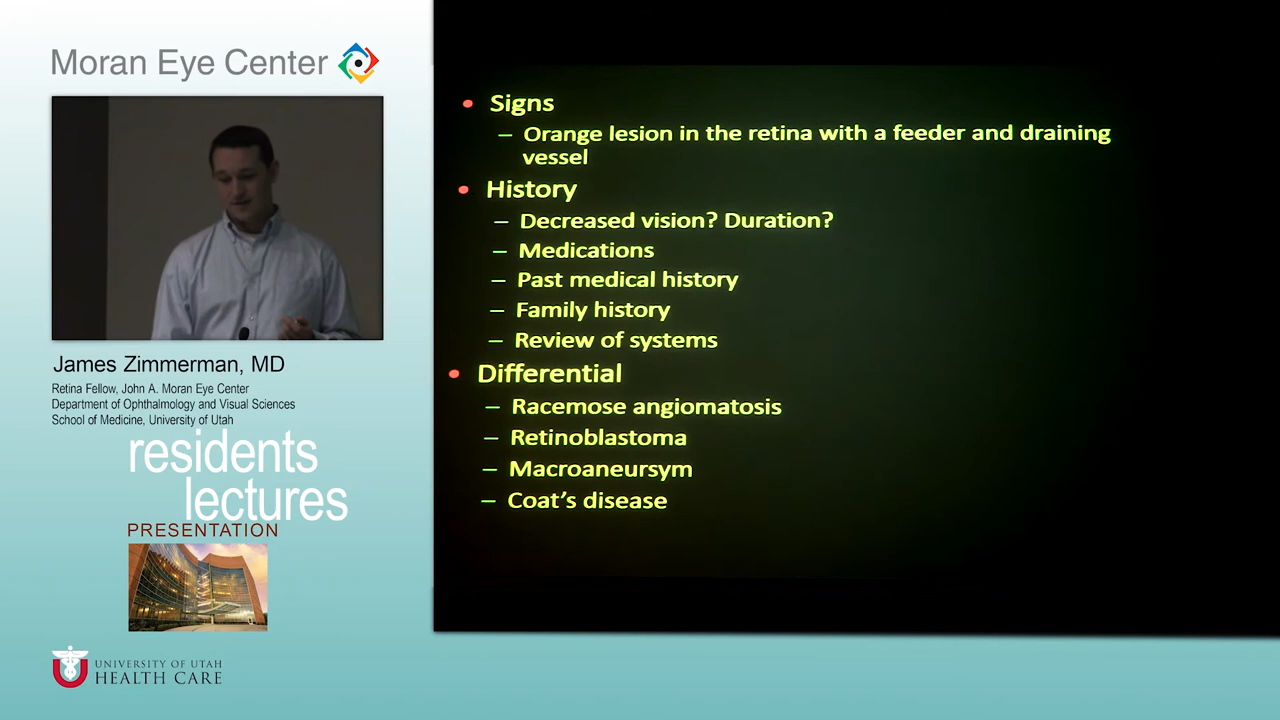 Moran Eye Center
James Zimmerman, MD
Retina Fellow, John A. Moran Eye Center
Department of Ophthalmology and Visual Sciences
School of Medicine, University of Utah
residents
lectures
PRESENTATION
UNIVERSITY OF UTAH
HEALTH CARE
• Signs
– Orange lesion in the retina with a feeder and draining
vessel
• History
– Decreased vision? Duration?
– Medications
– Past medical history
– Family history
– Review of systems
• Differential
– Racemose angiomatosis
– Retinoblastoma
– Macroaneursym
– Coat's disease